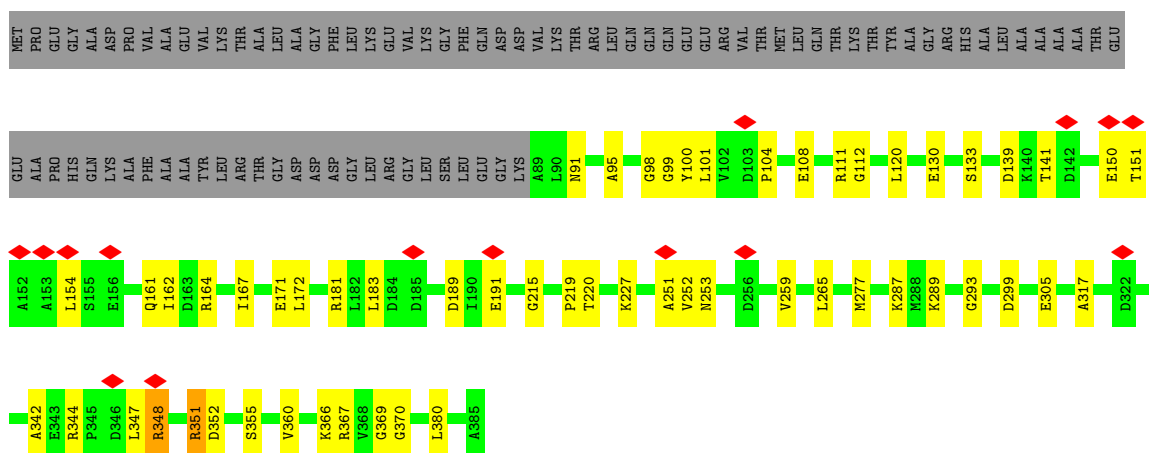 MET PRO GLU GLY ALA ASP PRO VAL ALA GLU VAL LYS THR ALA LEU ALA GLY PHE LEU LYS GLU VAL LYS GLY PHE GLN ASP ASP VAL LYS THR ARG LEU GLN GLN GLN GLU GLU ARG VAL THR MET LEU GLN THR LYS THR TYR ALA GLY ARG HIS ALA LEU ALA ALA ALA ALA THR GLU
GLU ALA PRO HIS GLN LYS ALA PHE ALA ALA TYR LEU ARG THR GLY ASP ASP ASP GLY LEU ARG GLY LEU SER LEU GLU GLY LYS A89 L90 N91 A95 G98 G99 Y100 L101 V102 D103 P104 E108 R111 G112 L120 E130 S133 D139 K140 T141 D142 E150 T151
A152 A153 L154 S155 E156 Q161 I162 D163 R164 I167 E171 L172 R181 L182 L183 D184 D185 D189 I190 E191 G215 P219 T220 K227 A251 V252 N253 D256 V259 L265 M277 K287 M288 K289 G293 D299 E305 A317 D322
A342 E343 R344 P345 D346 L347 R348 R351 D352 S355 V360 K366 R367 V368 G369 G370 L380 A385